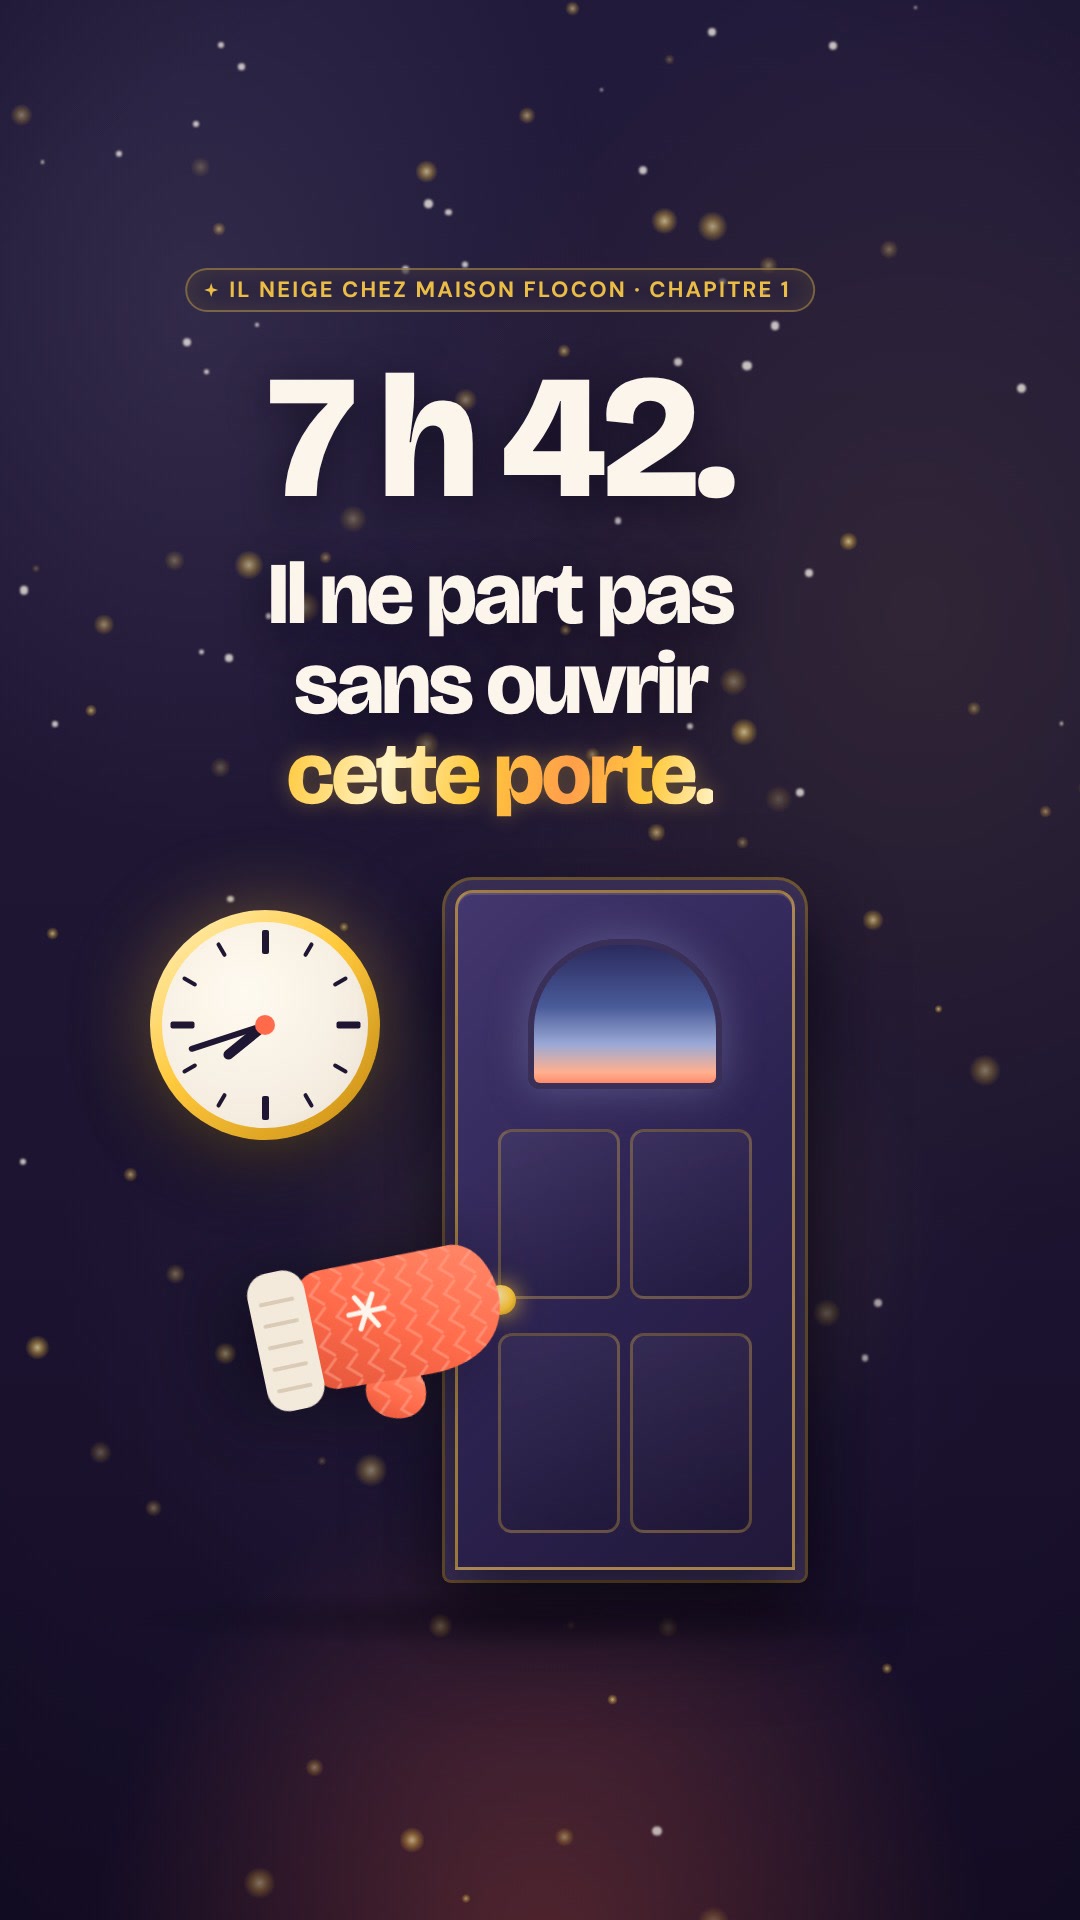 ✦ IL NEIGE CHEZ MAISON FLOCON · CHAPITRE 1
7 h 42.
Il ne part pas
sans ouvrir
cette porte.